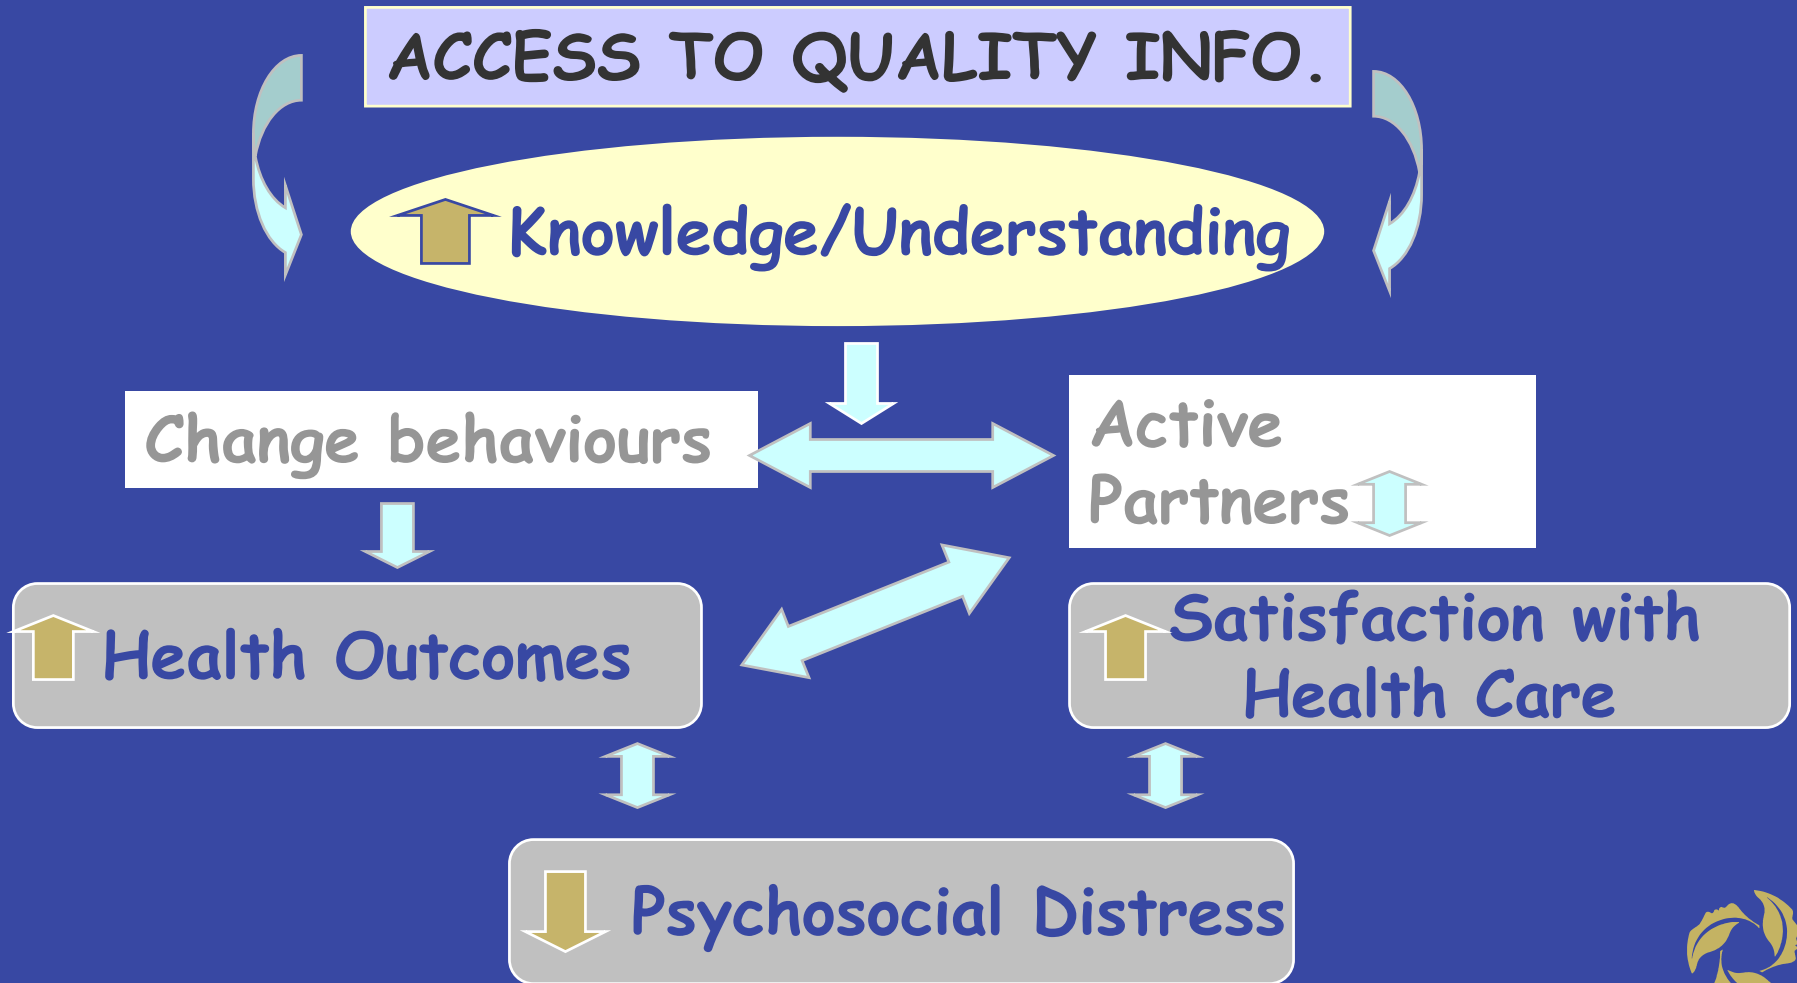 ACCESS TO QUALITY INFO.
Knowledge/Understanding
Change behaviours
Active
Partners
Health Outcomes
Satisfaction with
Health Care
Psychosocial Distress